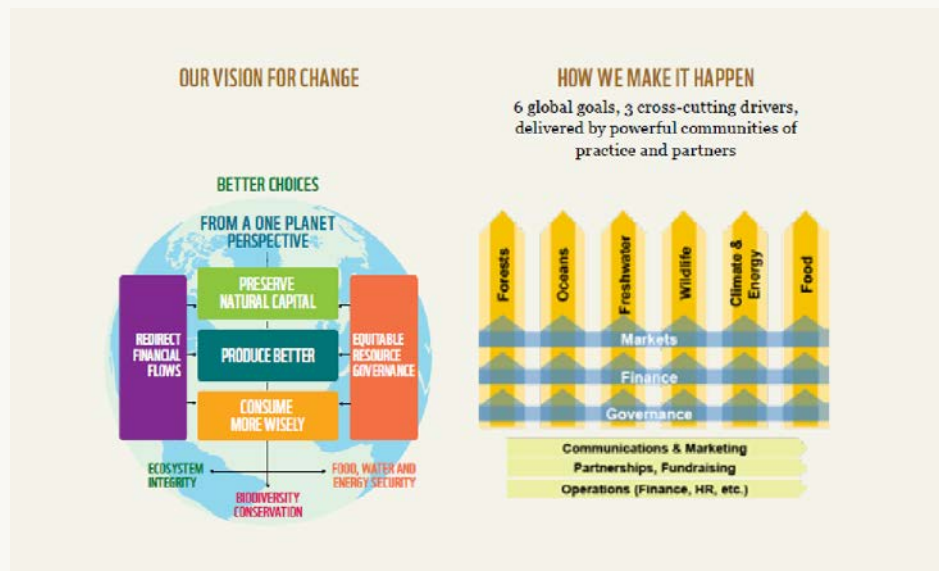 OUR VISION FOR CHANGE
BETTER CHOICES
FROM A ONE PLANET
PERSPECTIVE
REDIRECT
FINANCIAL
FLOWS
PRESERVE
NATURAL CAPITAL
PRODUCE BETTER
CONSUME
MORE WISELY
EQUITABLE
RESOURCE
GOVERNANCE
ECOSYSTEM
INTEGRITY
BIODIVERSITY
CONSERVATION
FOOD, WATER AND
ENERGY SECURITY
HOW WE MAKE IT HAPPEN
6 global goals, 3 cross-cutting drivers,
delivered by powerful communities of
practice and partners
Forests
Oceans
Freshwater
Wildlife
Climate &
Energy
Food
Markets
Finance
Governance
Communications & Marketing
Partnerships, Fundraising
Operations (Finance, HR, etc.)